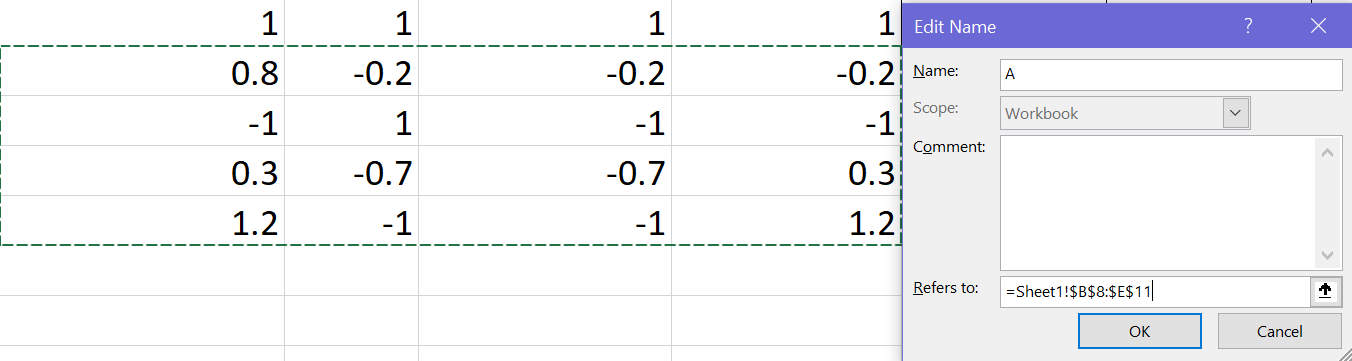 1 1 1 1
0.8 -0.2 -0.2 -0.2
-1 1 -1 -1
0.3 -0.7 -0.7 0.3
1.2 -1 -1 1.2
Edit Name ? ×
Name: A
Scope: Workbook
Comment:
Refers to: =Sheet1!$B$8:$E$11
OK Cancel